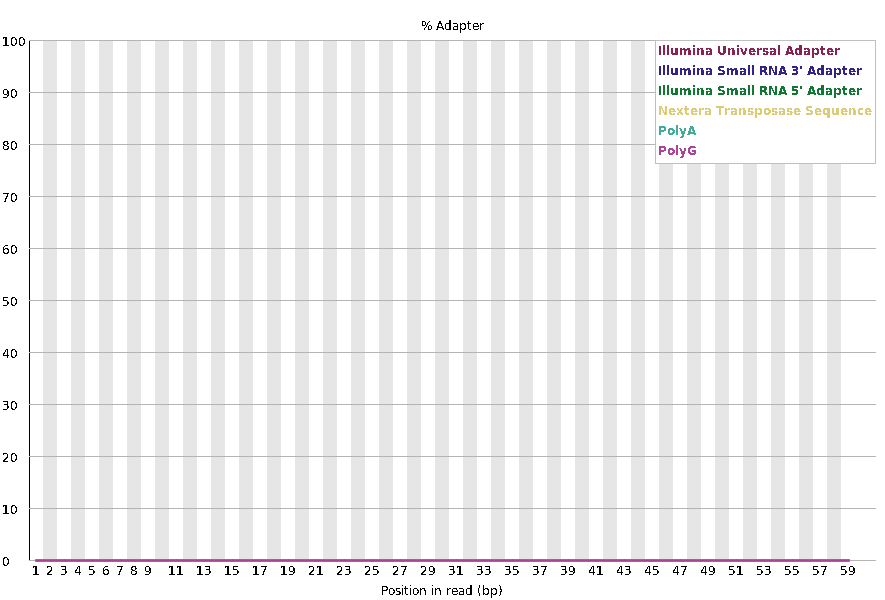 % Adapter
100
90
80
70
60
50
40
30
20
10
0
Illumina Universal Adapter
Illumina Small RNA 3' Adapter
Illumina Small RNA 5' Adapter
Nextera Transposase Sequence
PolyA
PolyG
1 2 3 4 5 6 7 8 9 11 13 15 17 19 21 23 25 27 29 31 33 35 37 39 41 43 45 47 49 51 53 55 57 59
Position in read (bp)